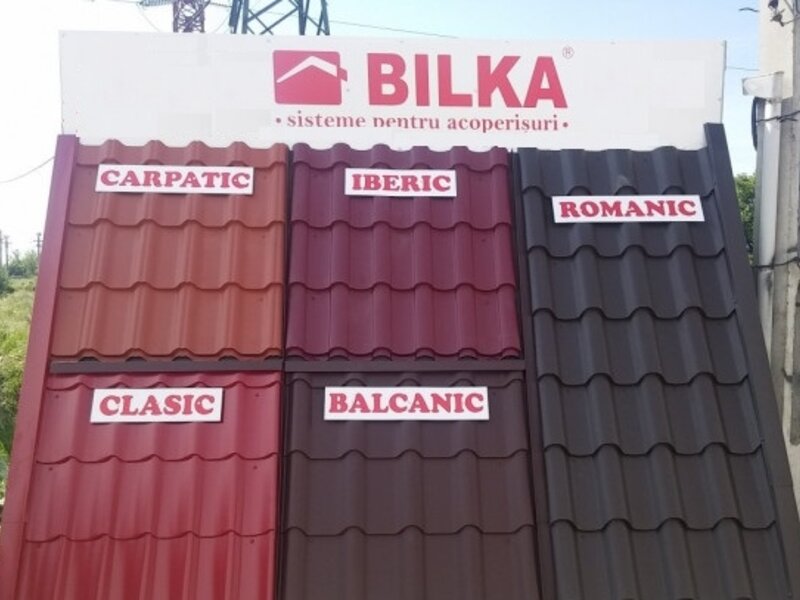 BILKA®
• sisteme pentru acoperișuri •
CARPATIC
IBERIC
ROMANIC
CLASIC
BALCANIC